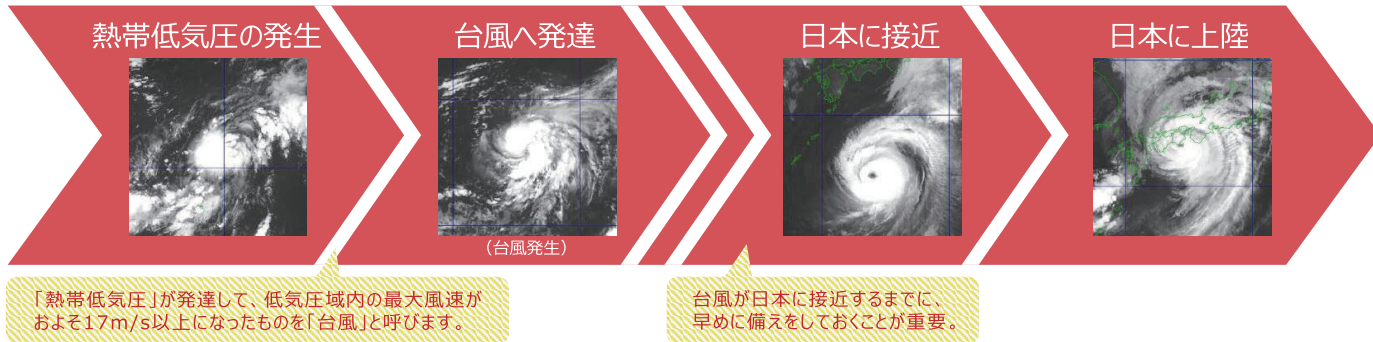 熱帯低気圧の発生
台風へ発達
日本に接近
日本に上陸
(台風発生)
「熱帯低気圧」が発達して、低気圧域内の最大風速が
およそ17m/s以上になったものを「台風」と呼びます。
台風が日本に接近するまでに、
早めに備えをしておくことが重要。